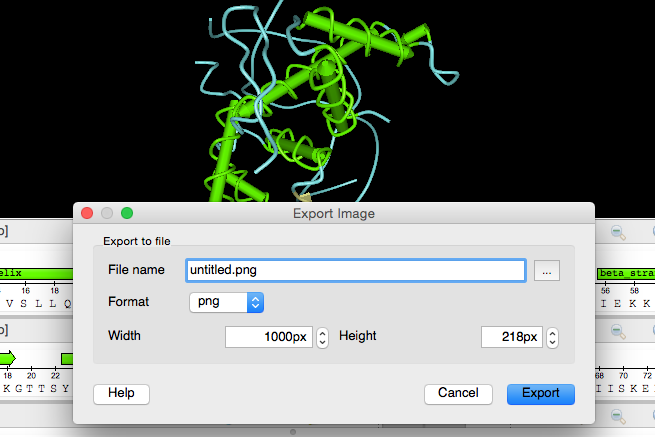 Export Image
o]
Export to file
elix
File name
untitled.png
...
beta_stra
16 18 22
56 58
V S L L Q
I E K K
Format
png
Width
1000px
Height
218px
o]
18 20 22
68 70 72
K G T T S Y
I I S K E
Help
Cancel
Export